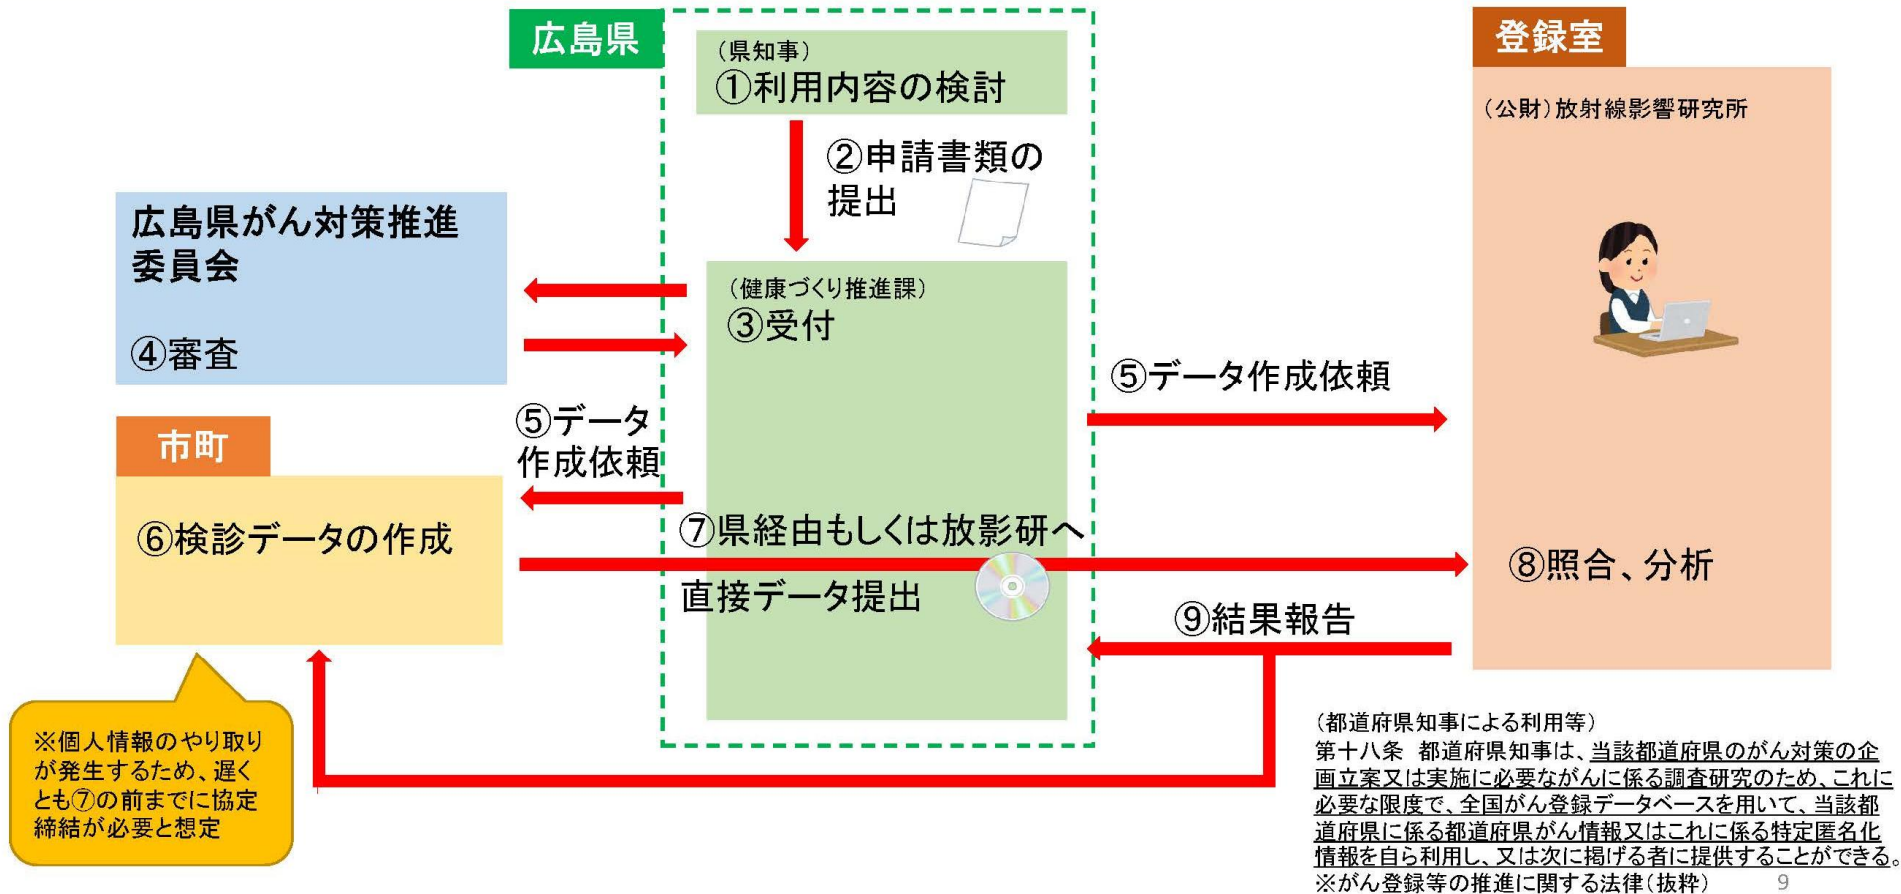 広島県
(県知事)
①利用内容の検討
②申請書類の
提出
登録室
(公財)放射線影響研究所
広島県がん対策推進
委員会
④審査
(健康づくり推進課)
③受付
⑤データ作成依頼
⑤データ
作成依頼
市町
⑥検診データの作成
⑦県経由もしくは放影研へ
直接データ提出
⑧照合、分析
⑨結果報告
※個人情報のやり取り
が発生するため、遅く
とも⑦の前までに協定
締結が必要と想定
(都道府県知事による利用等)
第十八条 都道府県知事は、当該都道府県のがん対策の企
画立案又は実施に必要ながんに係る調査研究のため、これに
必要な限度で、全国がん登録データベースを用いて、当該都
道府県に係る都道府県がん情報又はこれに係る特定匿名化
情報を自ら利用し、又は次に掲げる者に提供することができる。
※がん登録等の推進に関する法律(抜粋)
9